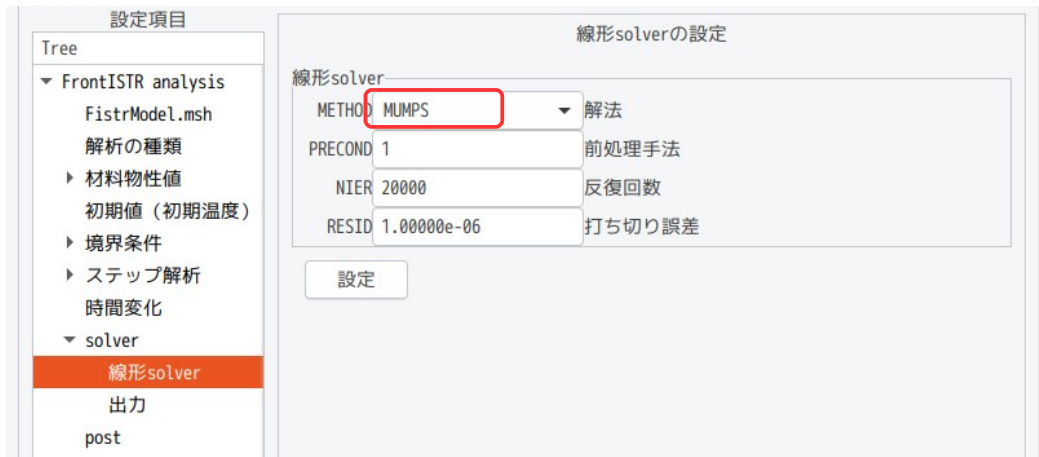 設定項目
Tree
FrontISTR analysis
FistrModel.msh
解析の種類
材料物性値
初期値（初期温度）
境界条件
ステップ解析
時間変化
solver
線形solver
出力
post
線形solverの設定
線形solver
METHOD MUMPS 解法
PRECOND 1 前処理手法
NIER 20000 反復回数
RESID 1.00000e-06 打ち切り誤差
設定